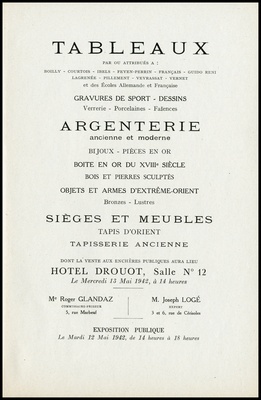 TABLEAUX
PAR OU ATTRIBUÉS A :
BOILLY - COURTOIS - IBELS - FEYEN-PERRIN - FRANÇAIS - GUIDO RENI
LAGRENÉE - PILLEMENT - VEYRASSAT - VERNET
et des Écoles Allemande et Française
GRAVURES DE SPORT - DESSINS
Verrerie - Porcelaines - Faïences
ARGENTERIE
ancienne et moderne
BIJOUX - PIÈCES EN OR
BOITE EN OR DU XVIIIᵉ SIÈCLE
BOIS ET PIERRES SCULPTÉS
OBJETS ET ARMES D'EXTRÊME-ORIENT
Bronzes - Lustres
SIÈGES ET MEUBLES
TAPIS D'ORIENT
TAPISSERIE ANCIENNE
DONT LA VENTE AUX ENCHÈRES PUBLIQUES AURA LIEU
HOTEL DROUOT, Salle N° 12
Le Mercredi 13 Mai 1942, à 14 heures
Mᵉ Roger GLANDAZ
COMMISSAIRE-PRISEUR
5, rue Marbeuf
M. Joseph LOGÉ
EXPERT
3 et 6, rue de Cérisoles
EXPOSITION PUBLIQUE
Le Mardi 12 Mai 1942, de 14 heures à 18 heures